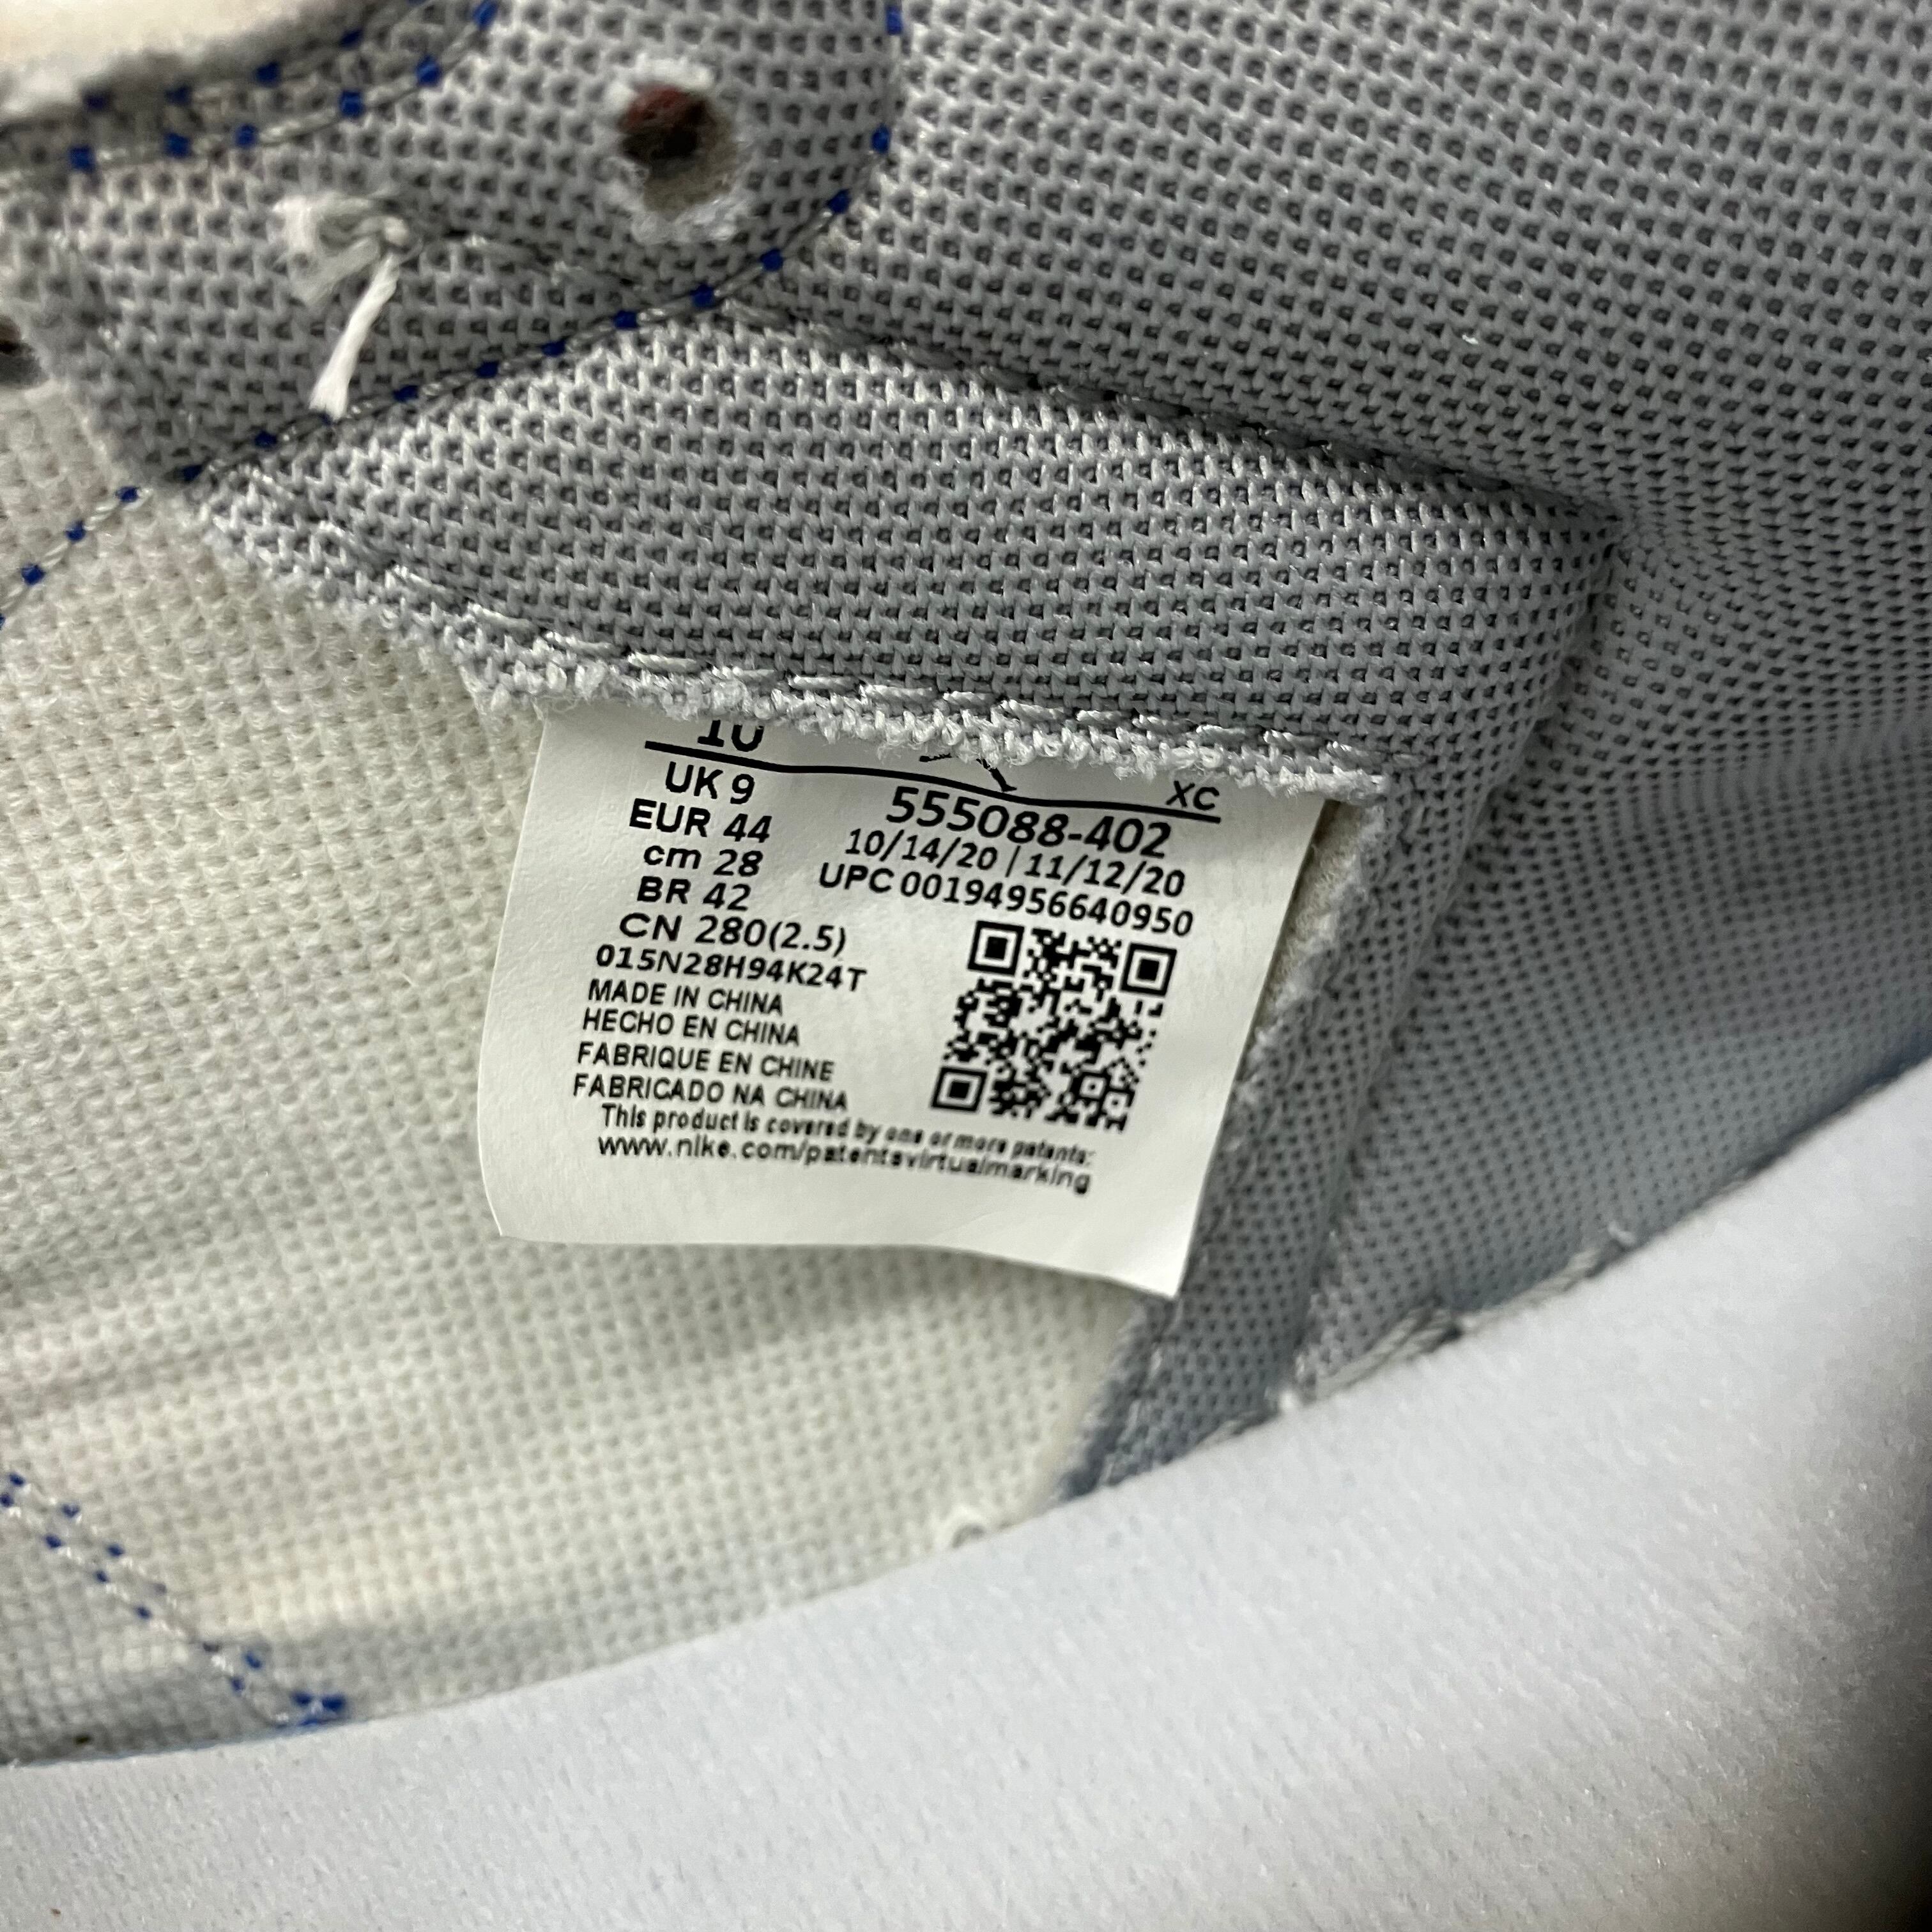 10
UK 9
EUR 44
cm 28
BR 42
CN 280(2.5)
015N28H94K24T
MADE IN CHINA
HECHO EN CHINA
FABRIQUE EN CHINE
FABRICADO NA CHINA
XC
555088-402
10/14/20 | 11/12/20
UPC 00194956640950
This product is covered by one or more patents:
www.nike.com/patentsvirtualmarking